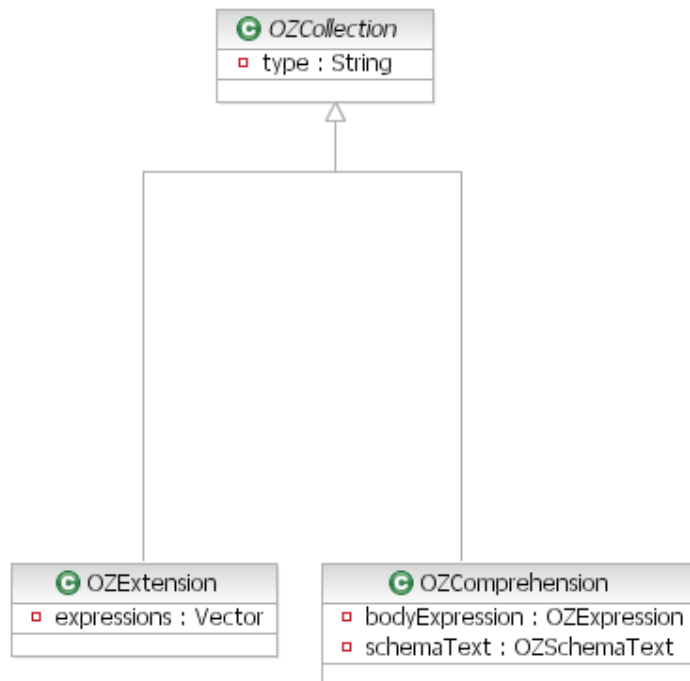 C OZCollection
type : String
C OZExtension
expressions : Vector
C OZComprehension
bodyExpression : OZExpression
schemaText : OZSchemaText